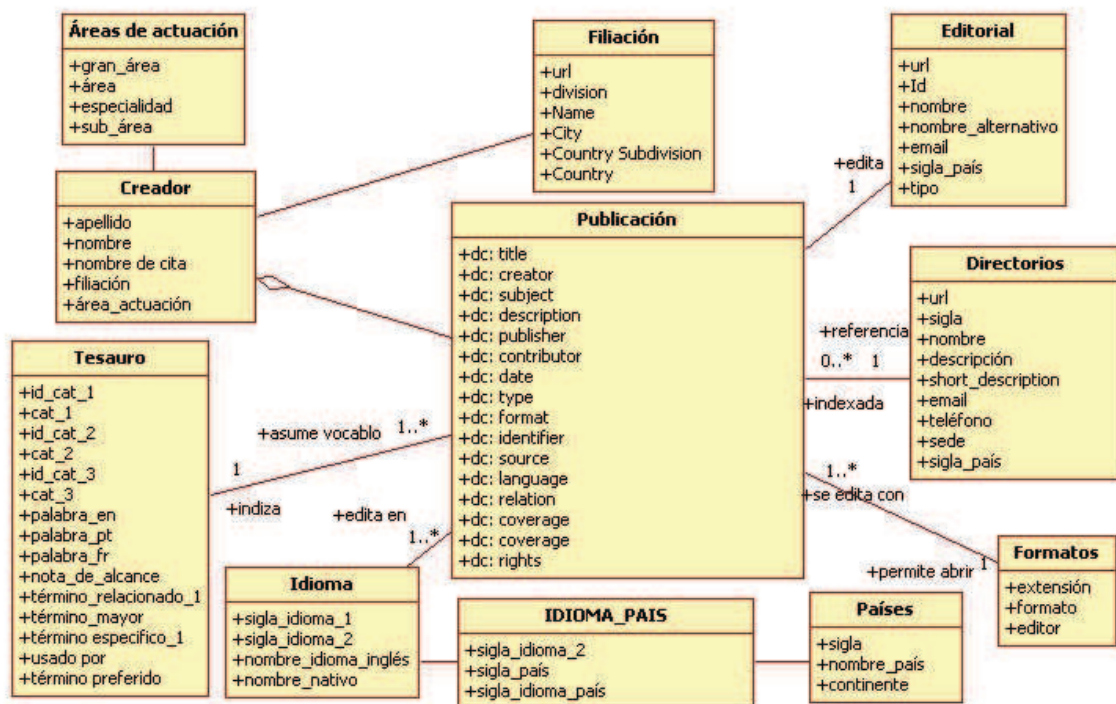 Áreas de actuación
+gran_área
+área
+especialidad
+sub_área
Filiación
+url
+division
+Name
+City
+Country Subdivision
+Country
Editorial
+url
+Id
+nombre
+nombre_alternativo
+email
+sigla_país
+tipo
+edita
1
Creador
+apellido
+nombre
+nombre de cita
+filiación
+área_actuación
Publicación
+dc: title
+dc: creator
+dc: subject
+dc: description
+dc: publisher
+dc: contributor
+dc: date
+dc: type
+dc: format
+dc: identifier
+dc: source
+dc: language
+dc: relation
+dc: coverage
+dc: coverage
+dc: rights
Directorios
+url
+sigla
+nombre
+descripción
+short_description
+email
+teléfono
+sede
+sigla_país
+referencia
0..* 1
+indexada
Tesauro
+id_cat_1
+cat_1
+id_cat_2
+cat_2
+id_cat_3
+cat_3
+palabra_en
+palabra_pt
+palabra_fr
+nota_de_alcance
+término_relacionado_1
+término_mayor
+término especifico_1
+usado por
+término preferido
+asume vocablo
1..*
1
+indiza
+edita en
1..*
1..*
+se edita con
+permite abrir
1
Formatos
+extensión
+formato
+editor
Idioma
+sigla_idioma_1
+sigla_idioma_2
+nombre_idioma_inglés
+nombre_nativo
IDIOMA_PAIS
+sigla_idioma_2
+sigla_país
+sigla_idioma_país
Países
+sigla
+nombre_país
+continente